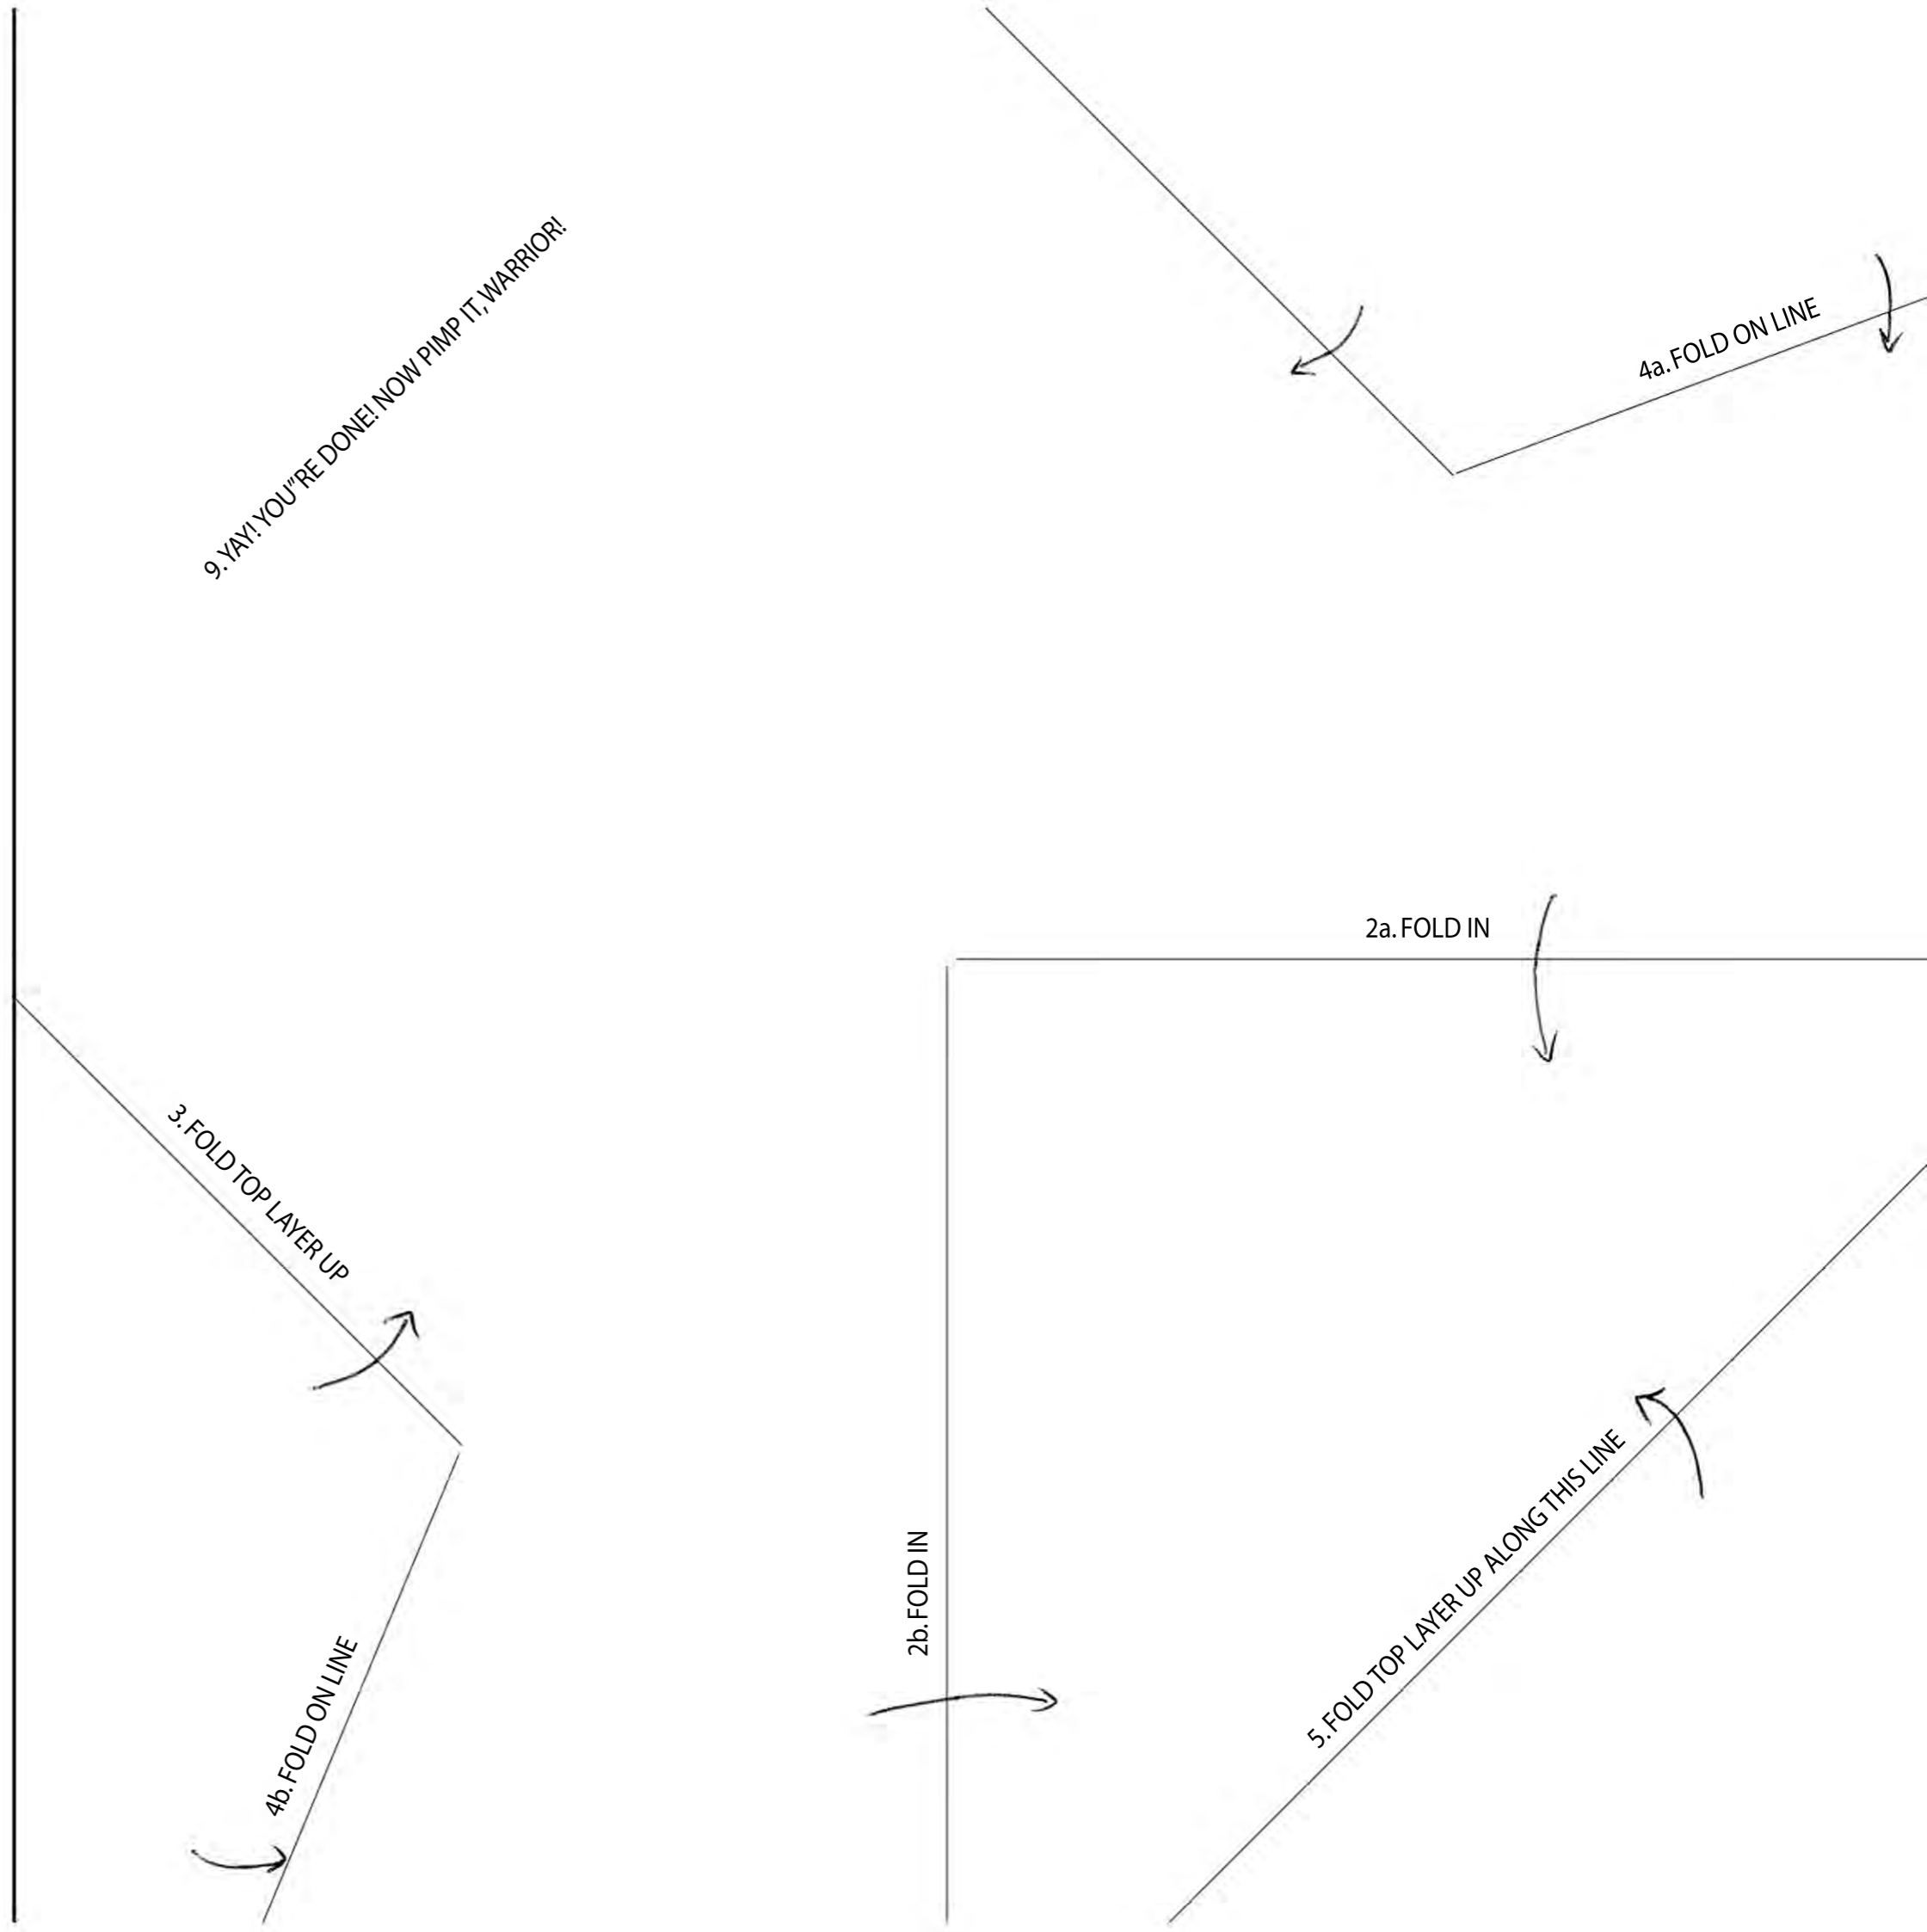 9. YAY! YOU"RE DONE! NOW PIMP IT, WARRIOR!
4a. FOLD ON LINE
2a. FOLD IN
3. FOLD TOP LAYER UP
2b. FOLD IN
5. FOLD TOP LAYER UP ALONG THIS LINE
4b. FOLD ON LINE